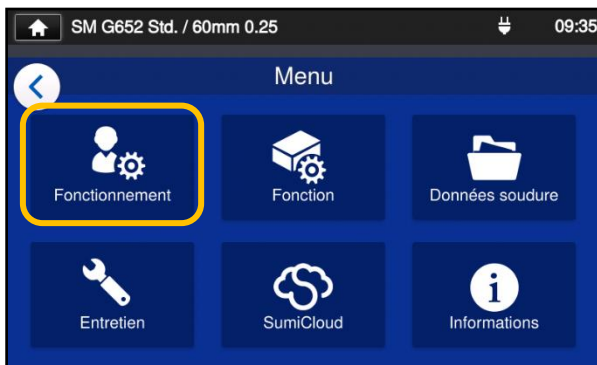 SM G652 Std. / 60mm 0.25 09:35
Menu
Fonctionnement Fonction Données soudure
Entretien SumiCloud Informations